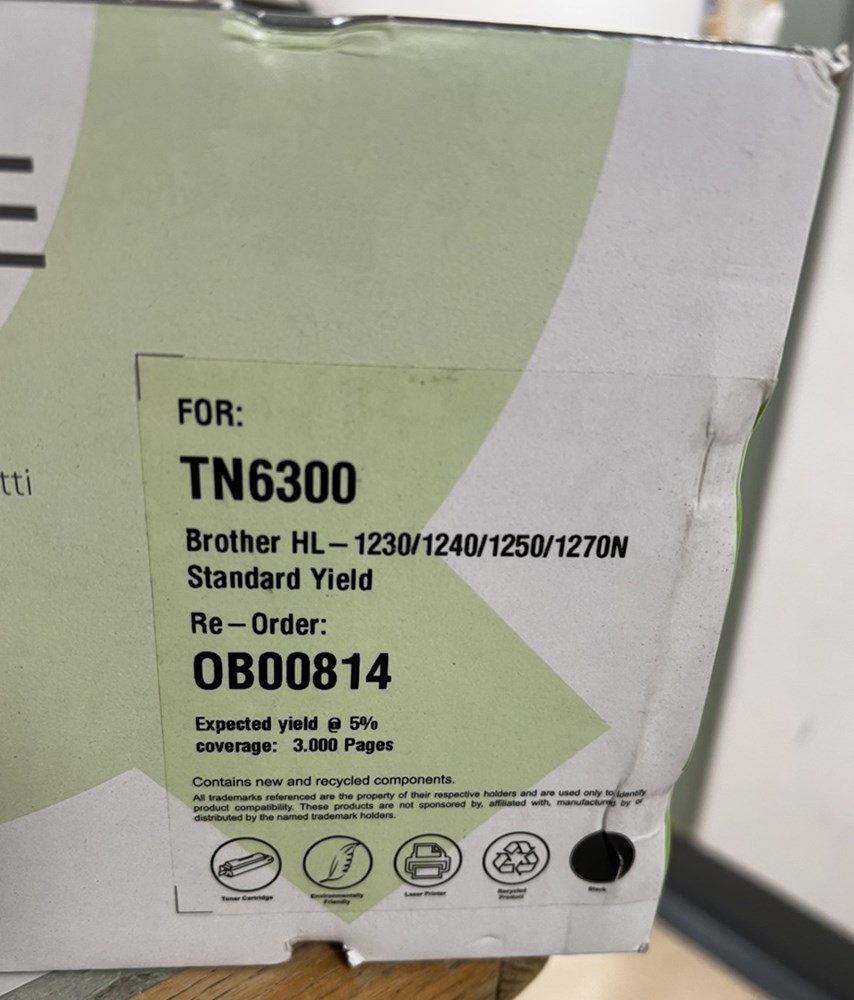 E
tti
FOR:
TN6300
Brother HL – 1230/1240/1250/1270N
Standard Yield
Re – Order:
OB00814
Expected yield @ 5%
coverage: 3.000 Pages
Contains new and recycled components.
All trademarks referenced are the property of their respective holders and are used only to identify
product compatibility. These products are not sponsored by, affiliated with, manufactured by or
distributed by the named trademark holders.
Toner Cartridge
Environmentally
Friendly
Laser Printer
Recycled
Product
Black